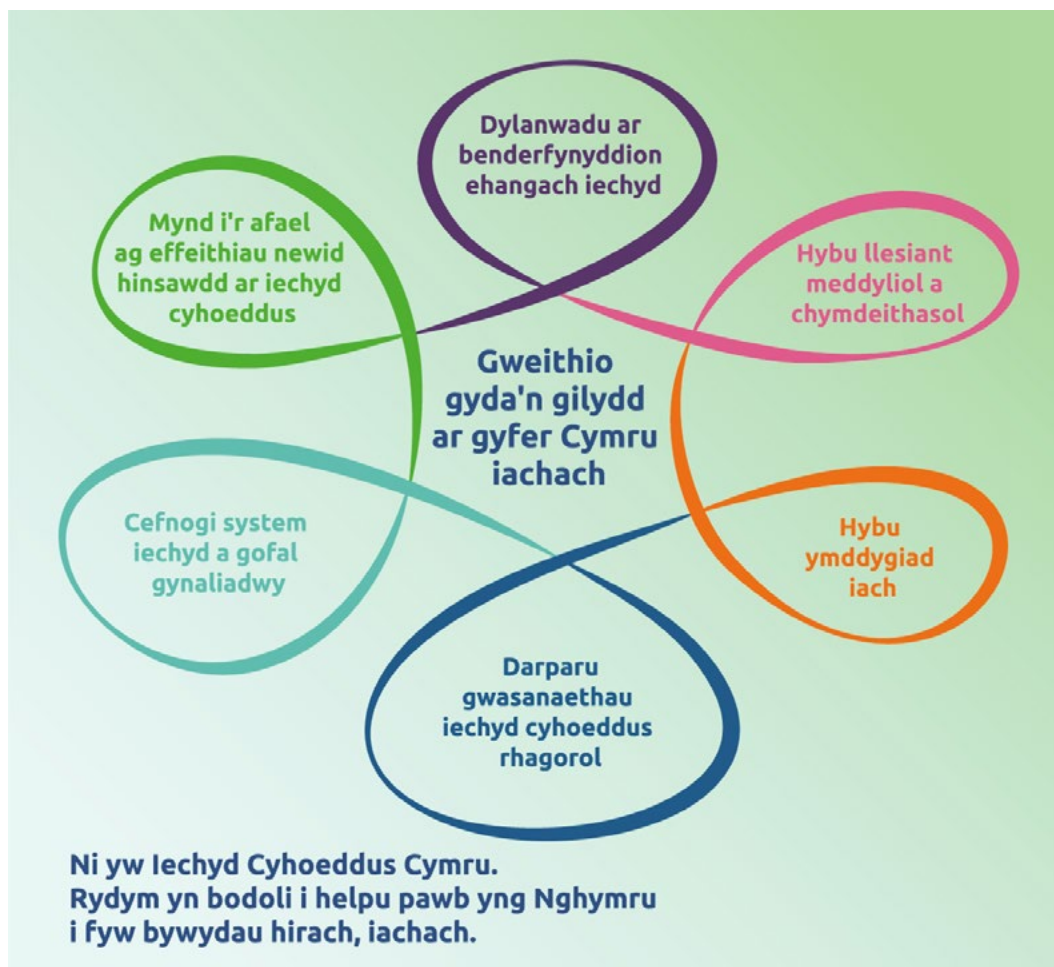 Dylanwadu ar
benderfynyddion
ehangach iechyd
Mynd i'r afael
ag effeithiau newid
hinsawdd ar iechyd
cyhoeddus
Hybu llesiant
meddyliol a
chymdeithasol
Gweithio
gyda'n gilydd
ar gyfer Cymru
iachach
Cefnogi system
iechyd a gofal
gynaliadwy
Hybu
ymddygiad
iach
Darparu
gwasanaethau
iechyd cyhoeddus
rhagorol
Ni yw Iechyd Cyhoeddus Cymru.
Rydym yn bodoli i helpu pawb yng Nghymru
i fyw bywydau hirach, iachach.